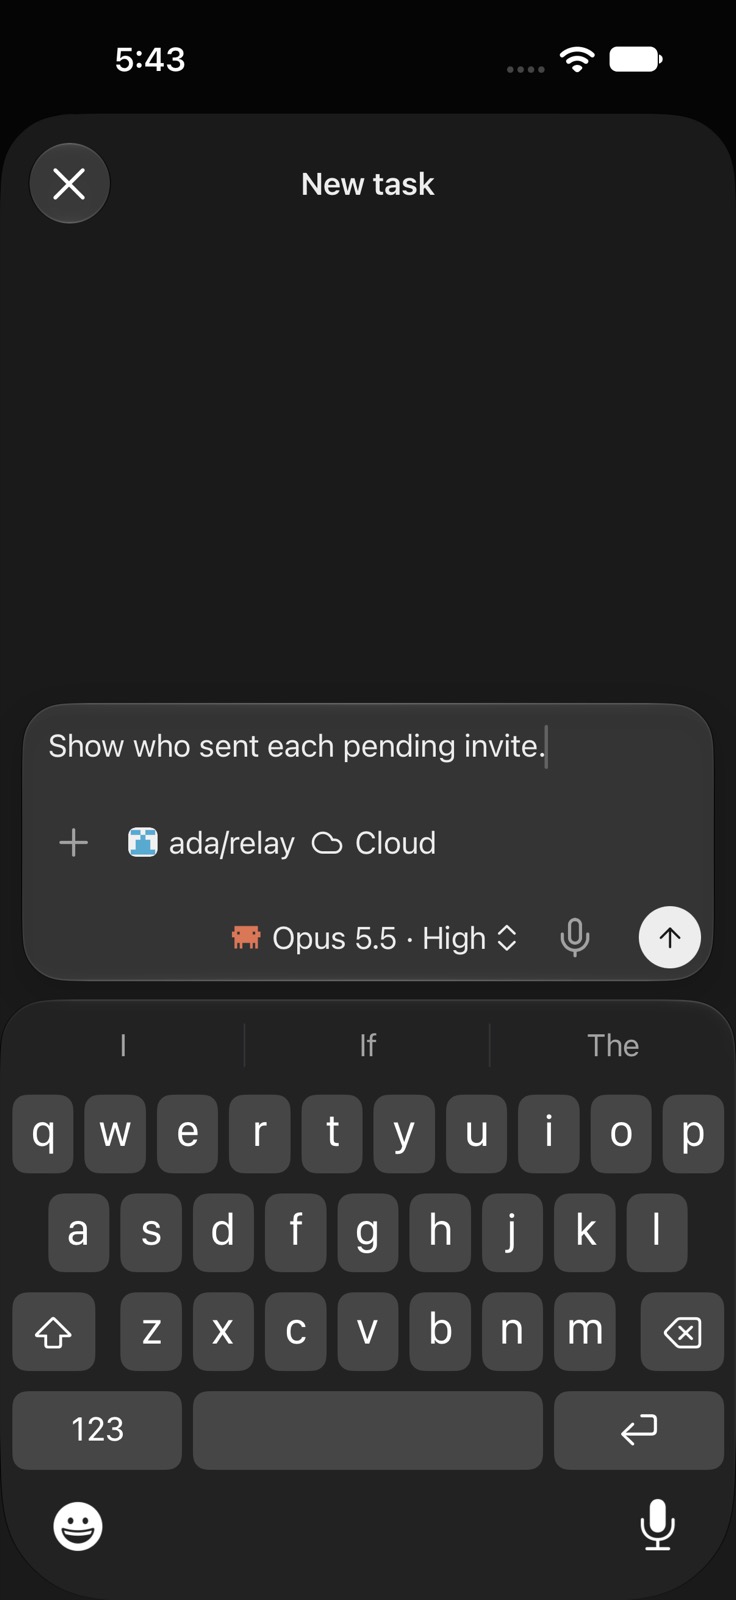 5:43
New task
Show who sent each pending invite.
ada/relay Cloud
Opus 5.5 · High
I If The
q w e r t y u i o p
a s d f g h j k l
z x c v b n m
123